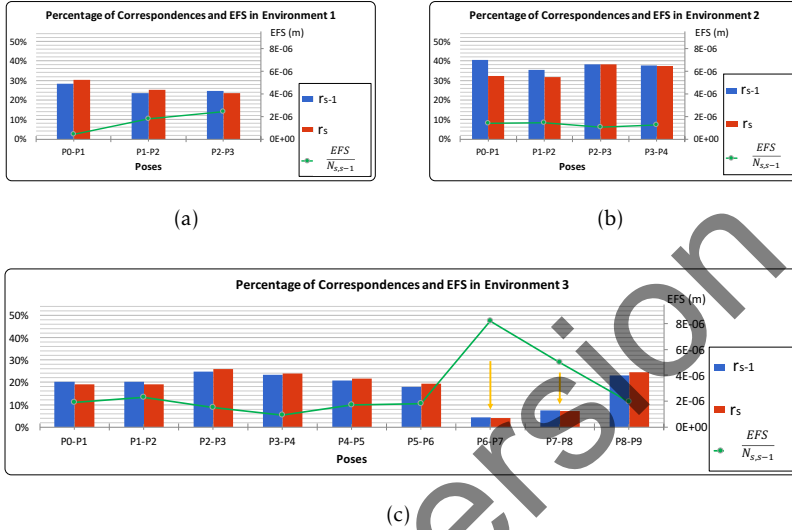 Percentage of Correspondences and EFS in Environment 1
EFS (m)
50%
40%
30%
20%
10%
0%
8E-06
6E-06
4E-06
2E-06
0E+00
P0-P1 P1-P2 P2-P3
Poses
rs-1
rs
EFS
Ns,s−1
(a)
Percentage of Correspondences and EFS in Environment 2
EFS (m)
50%
40%
30%
20%
10%
0%
8E-06
6E-06
4E-06
2E-06
0E+00
P0-P1 P1-P2 P2-P3 P3-P4
Poses
rs-1
rs
EFS
Ns,s−1
(b)
Percentage of Correspondences and EFS in Environment 3
EFS (m)
50%
40%
30%
20%
10%
0%
8E-06
6E-06
4E-06
2E-06
0E+00
P0-P1 P1-P2 P2-P3 P3-P4 P4-P5 P5-P6 P6-P7 P7-P8 P8-P9
Poses
rs-1
rs
EFS
Ns,s−1
(c)
ersion